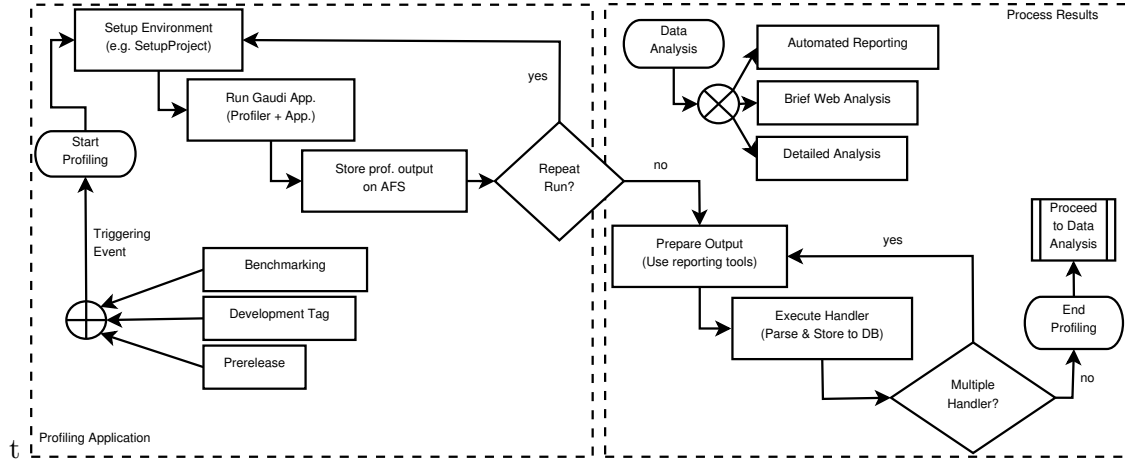 Setup Environment
(e.g. SetupProject)
Run Gaudi App.
(Profiler + App.)
Start
Profiling
Store prof. output
on AFS
yes
Repeat
Run?
no
Triggering
Event
Benchmarking
Development Tag
Prerelease
t
Profiling Application
Process Results
Data
Analysis
Automated Reporting
Brief Web Analysis
Detailed Analysis
Prepare Output
(Use reporting tools)
yes
Execute Handler
(Parse & Store to DB)
Multiple
Handler?
no
End
Profiling
Proceed
to Data
Analysis